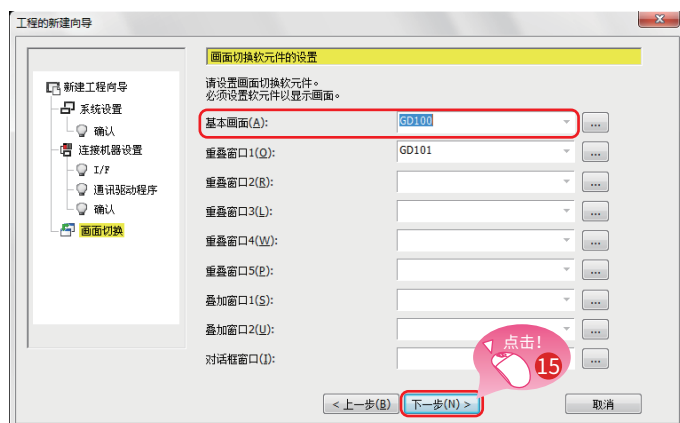 工程的新建向导
画面切换软元件的设置
请设置画面切换软元件。
必须设置软元件以显示画面。
新建工程向导
系统设置
确认
连接机器设置
I/F
通讯驱动程序
确认
画面切换
基本画面(A): GD100 ...
重叠窗口1(O): GD101 ...
重叠窗口2(R): ...
重叠窗口3(L): ...
重叠窗口4(W): ...
重叠窗口5(P): ...
叠加窗口1(S): ...
叠加窗口2(U): ...
对话框窗口(I): ...
点击!
15
< 上一步(B)
下一步(N) >
取消